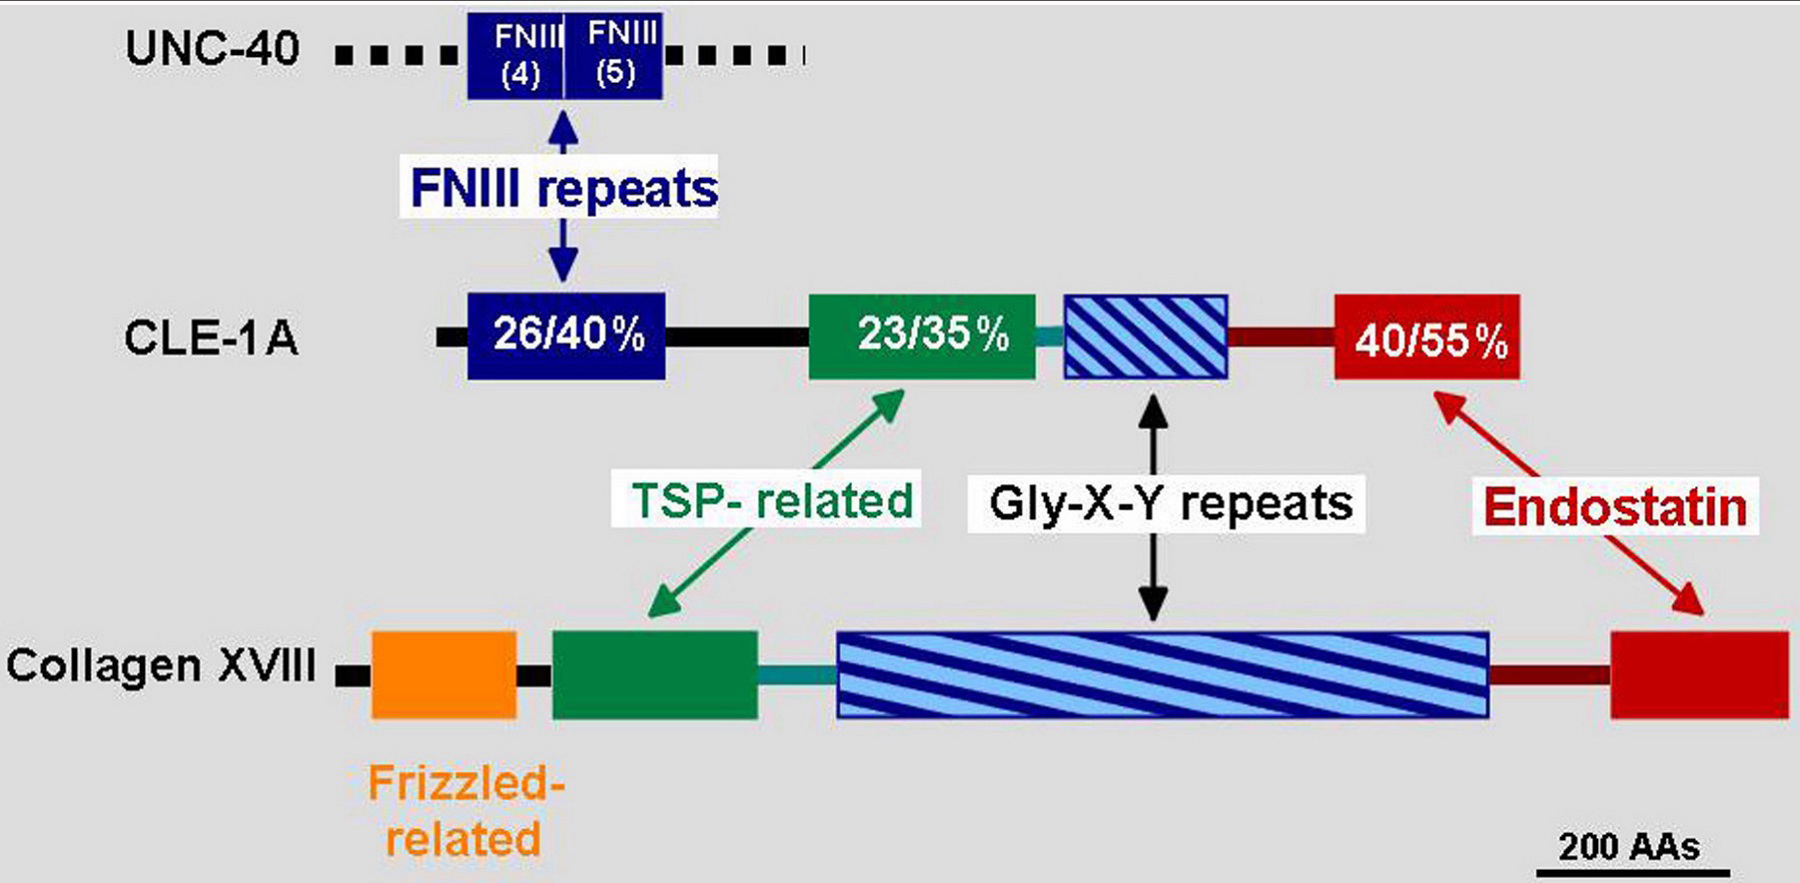 UNC-40
FNIII
(4)
FNIII
(5)
FNIII repeats
CLE-1A
26/40%
23/35%
40/55%
TSP- related
Gly-X-Y repeats
Endostatin
Collagen XVIII
Frizzled-
related
200 AAs